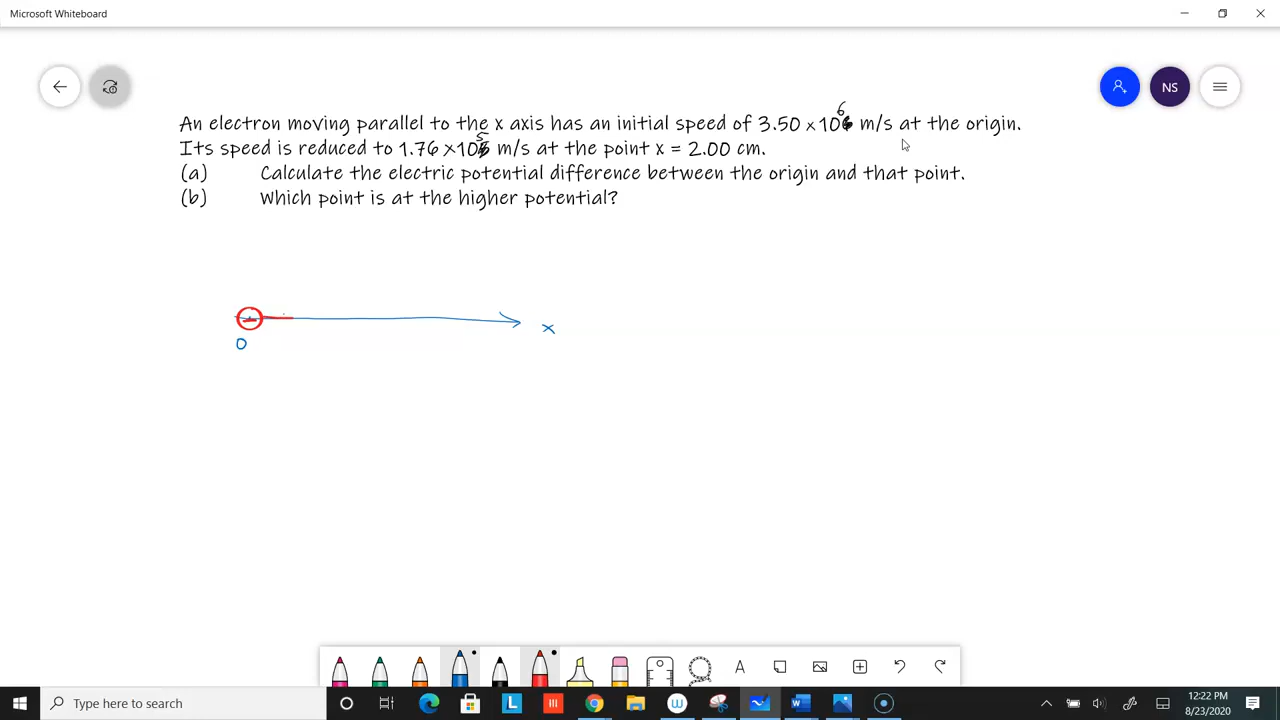 Microsoft Whiteboard
NS
An electron moving parallel to the x axis has an initial speed of 3.50 × 10⁶ m/s at the origin.
Its speed is reduced to 1.76 × 10⁵ m/s at the point x = 2.00 cm.
(a) Calculate the electric potential difference between the origin and that point.
(b) Which point is at the higher potential?
x
0
A
Type here to search
L
W
12:22 PM
8/23/2020